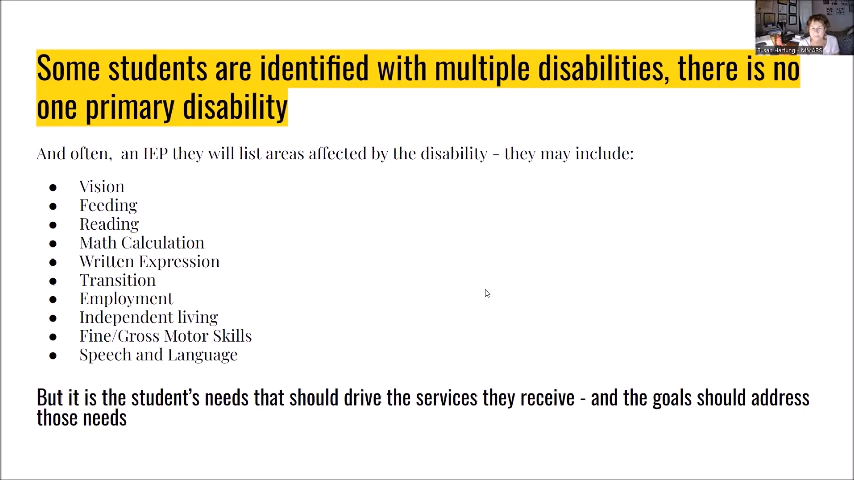 Some students are identified with multiple disabilities, there is no
one primary disability
And often, an IEP they will list areas affected by the disability - they may include:
● Vision
● Feeding
● Reading
● Math Calculation
● Written Expression
● Transition
● Employment
● Independent living
● Fine/Gross Motor Skills
● Speech and Language
But it is the student's needs that should drive the services they receive - and the goals should address
those needs